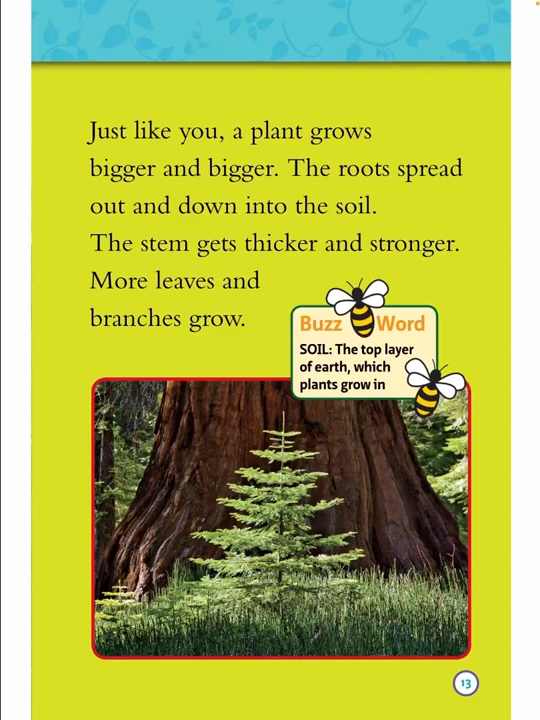 Just like you, a plant grows
bigger and bigger. The roots spread
out and down into the soil.
The stem gets thicker and stronger.
More leaves and
branches grow.
Buzz Word
SOIL: The top layer
of earth, which
plants grow in
13